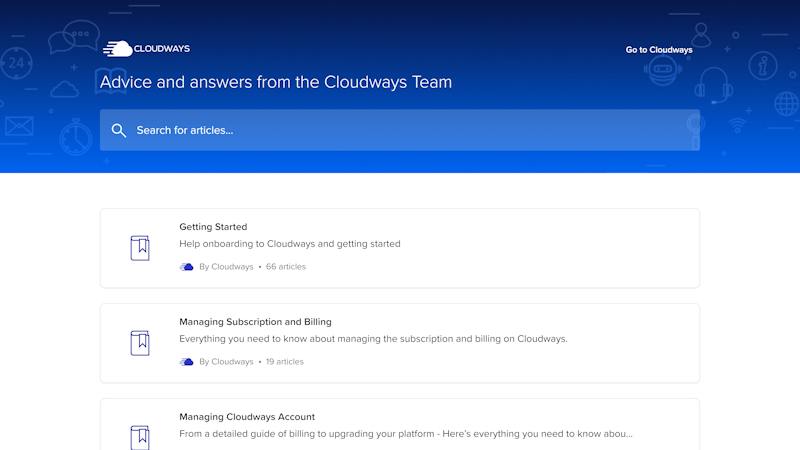 CLOUDWAYS
Go to Cloudways
Advice and answers from the Cloudways Team
24
Search for articles...
Getting Started
Help onboarding to Cloudways and getting started
By Cloudways • 66 articles
Managing Subscription and Billing
Everything you need to know about managing the subscription and billing on Cloudways.
By Cloudways • 19 articles
Managing Cloudways Account
From a detailed guide of billing to upgrading your platform - Here's everything you need to know abou...